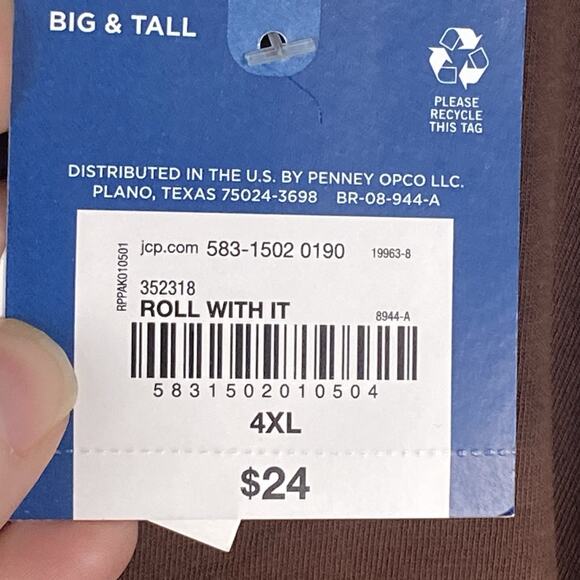 BIG & TALL
PLEASE
RECYCLE
THIS TAG
DISTRIBUTED IN THE U.S. BY PENNEY OPCO LLC.
PLANO, TEXAS 75024-3698 BR-08-944-A
RPPAK010501
jcp.com 583-1502 0190 19963-8
352318
ROLL WITH IT 8944-A
5831502010504
4XL
$24